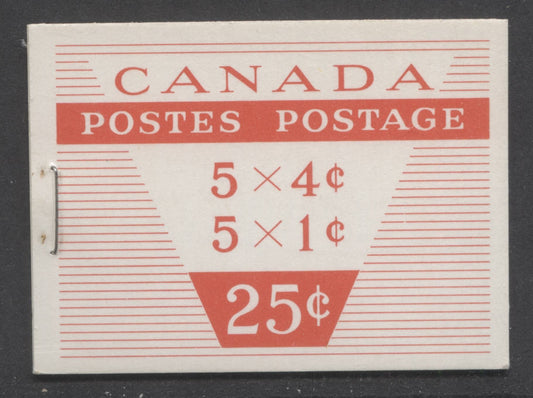 CANADA
POSTES POSTAGE
5 × 4¢
5 × 1¢
25¢